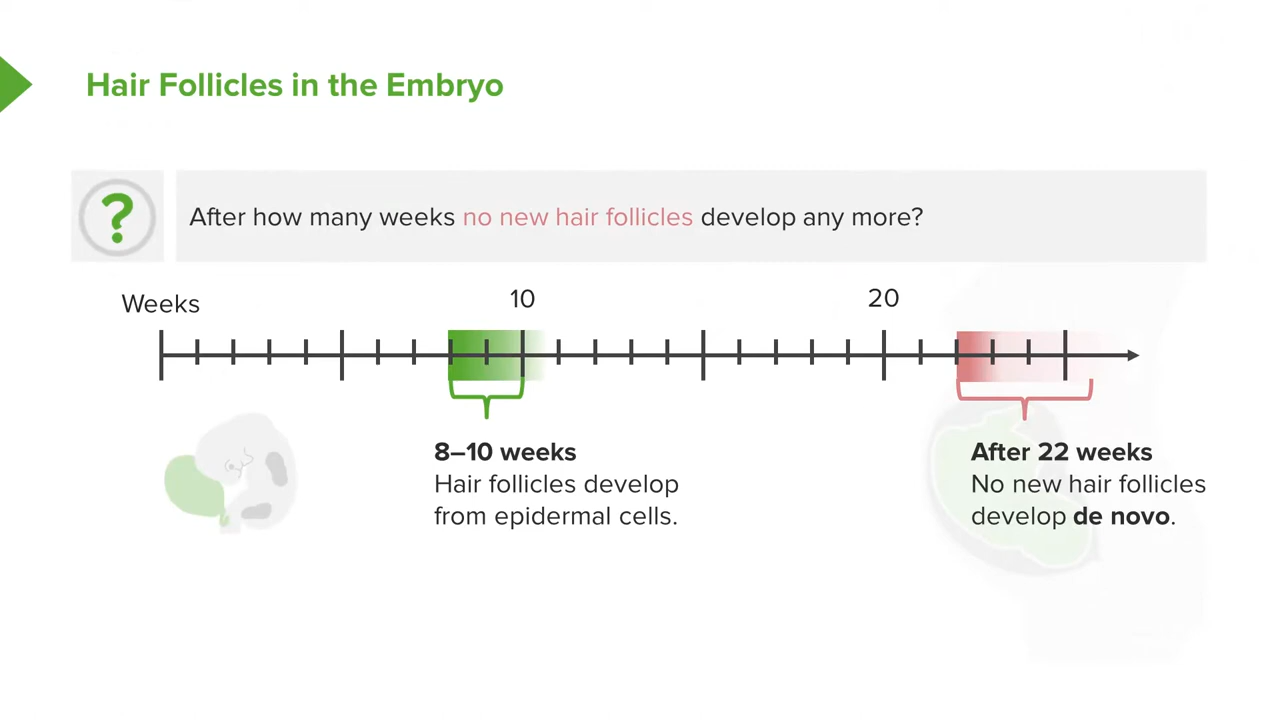 Hair Follicles in the Embryo
?
After how many weeks no new hair follicles develop any more?
Weeks
10
20
8–10 weeks
Hair follicles develop
from epidermal cells.
After 22 weeks
No new hair follicles
develop de novo.